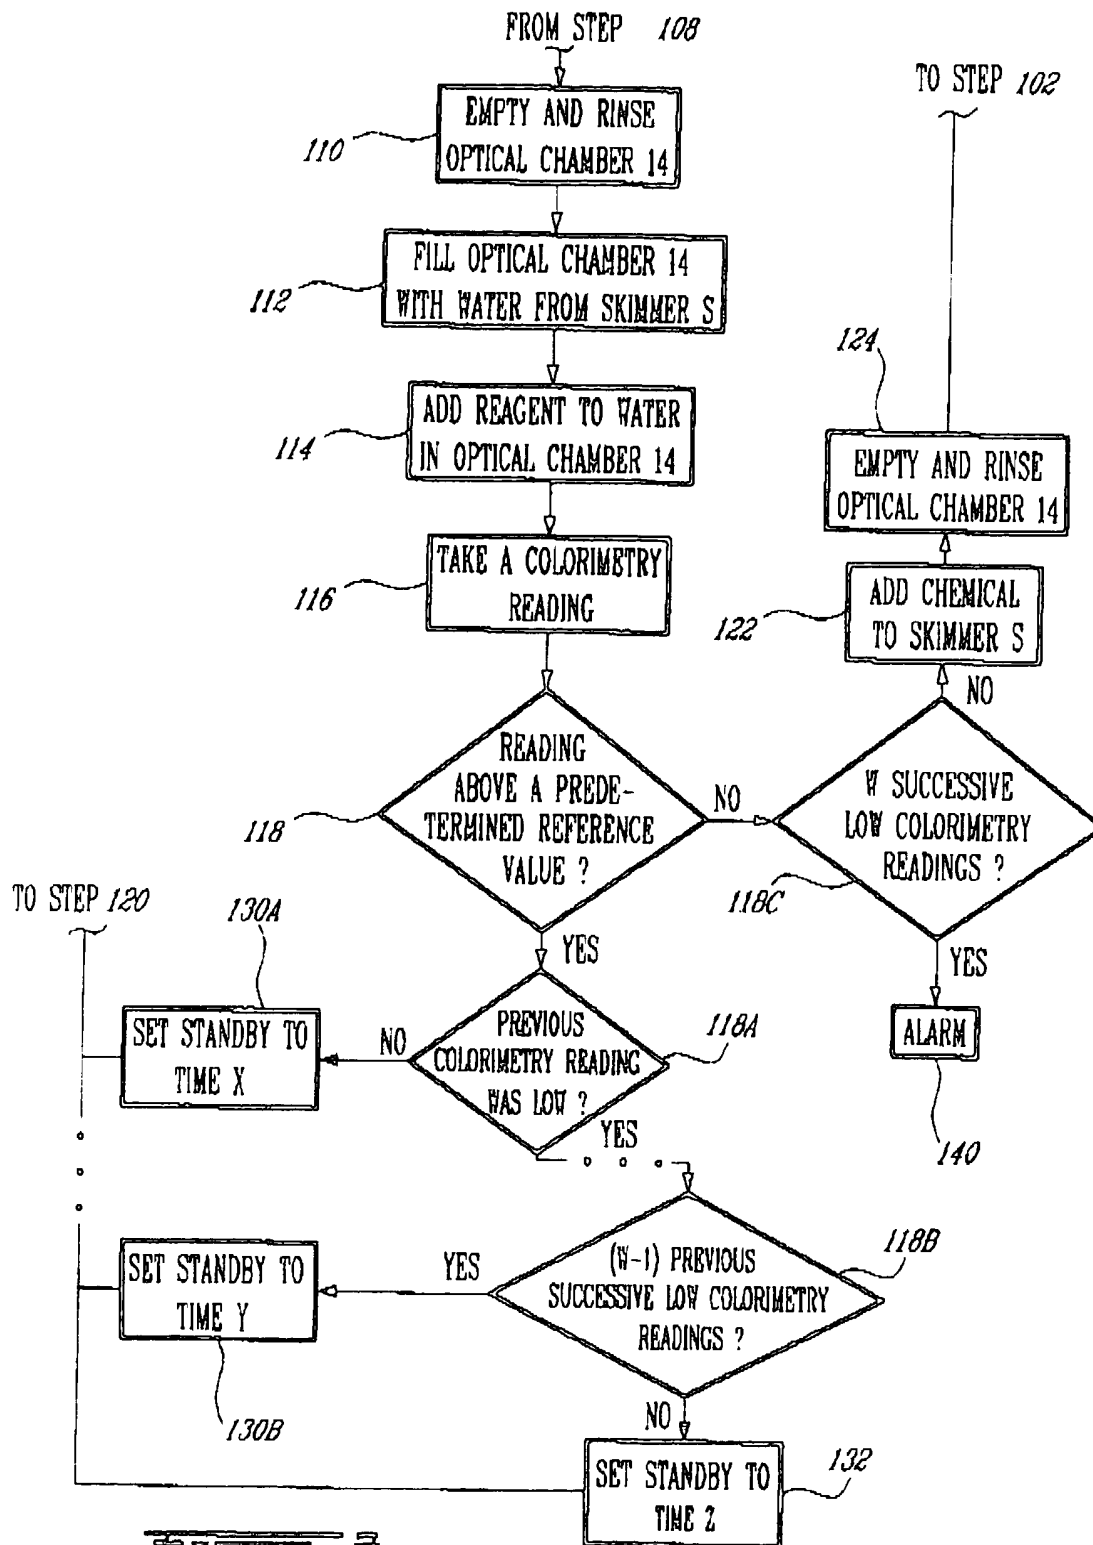 FROM STEP 108
TO STEP 102
EMPTY AND RINSE
OPTICAL CHAMBER 14
110
FILL OPTICAL CHAMBER 14
WITH WATER FROM SKIMMER S
112
ADD REAGENT TO WATER
IN OPTICAL CHAMBER 14
114
124
EMPTY AND RINSE
OPTICAL CHAMBER 14
TAKE A COLORIMETRY
READING
116
ADD CHEMICAL
TO SKIMMER S
122
NO
READING
ABOVE A PREDE-
TERMINED REFERENCE
VALUE ?
118
NO
W SUCCESSIVE
LOW COLORIMETRY
READINGS ?
118C
YES
YES
ALARM
140
TO STEP 120
130A
SET STANDBY TO
TIME X
NO
PREVIOUS
COLORIMETRY READING
WAS LOW ?
118A
YES
SET STANDBY TO
TIME Y
130B
YES
(W-1) PREVIOUS
SUCCESSIVE LOW COLORIMETRY
READINGS ?
118B
NO
SET STANDBY TO
TIME Z
132